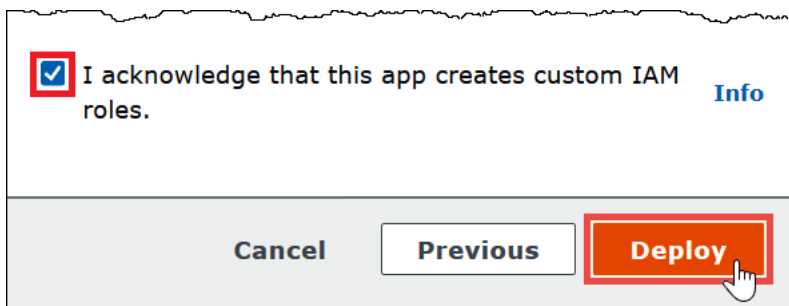 I acknowledge that this app creates custom IAM
roles.
Info
Cancel
Previous
Deploy